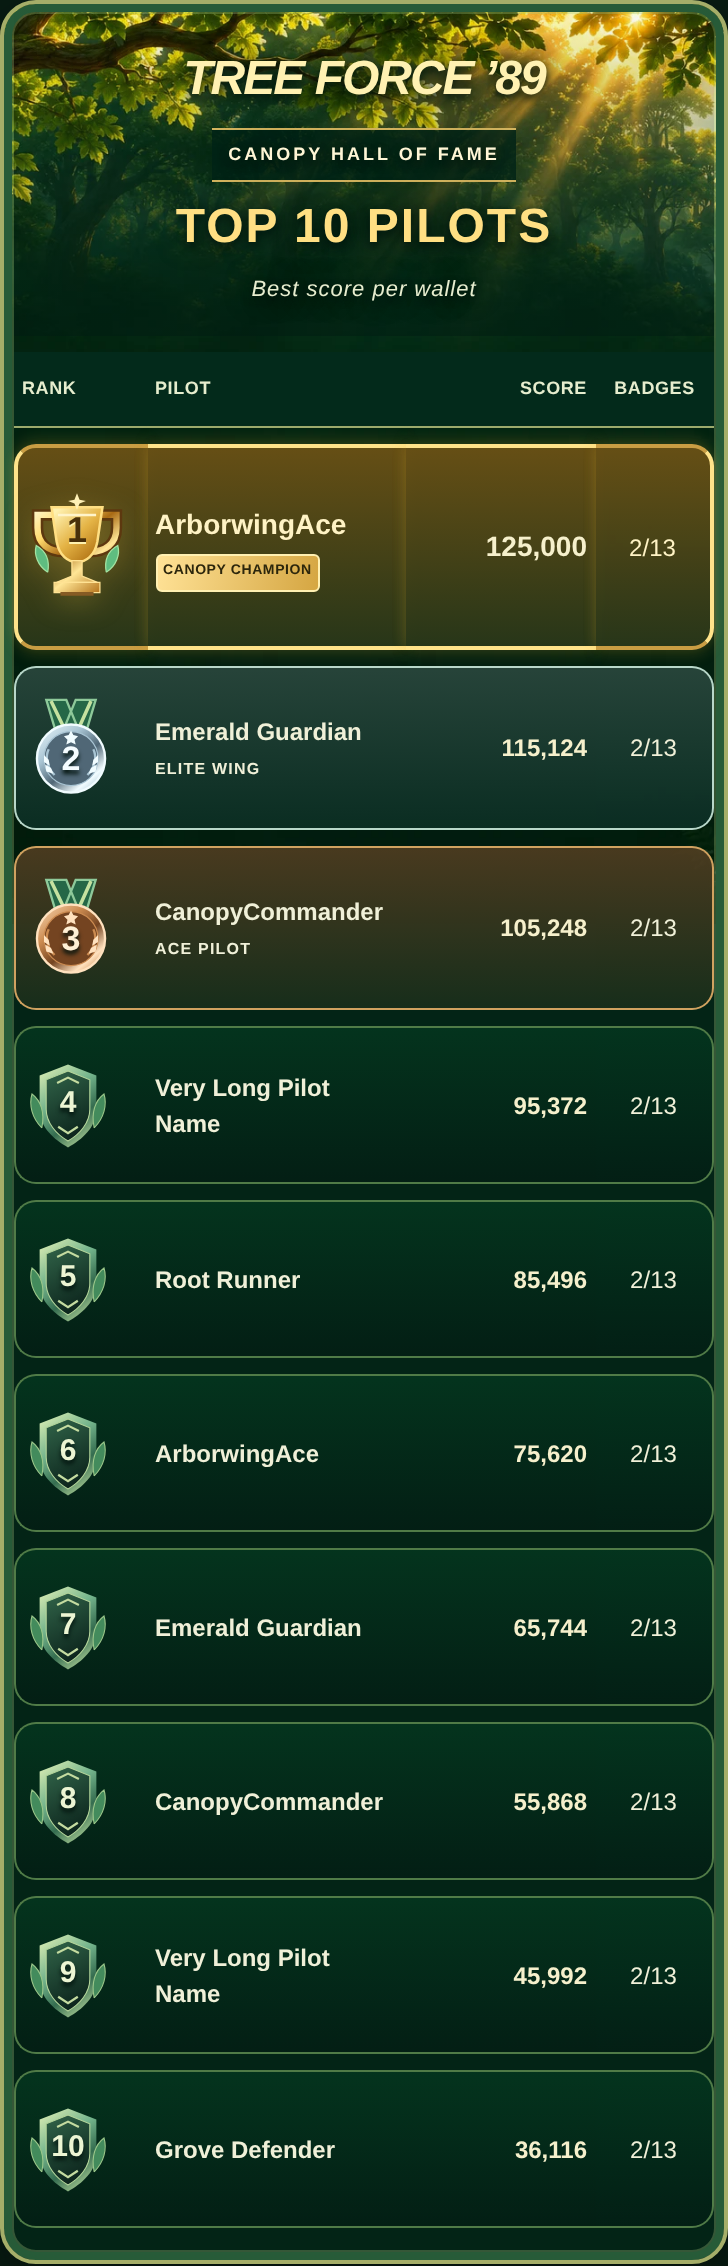 TREE FORCE ’89
CANOPY HALL OF FAME
TOP 10 PILOTS
Best score per wallet
RANK PILOT SCORE BADGES
1 ArborwingAce 125,000 2/13
CANOPY CHAMPION
2 Emerald Guardian 115,124 2/13
ELITE WING
3 CanopyCommander 105,248 2/13
ACE PILOT
4 Very Long Pilot 95,372 2/13
Name
5 Root Runner 85,496 2/13
6 ArborwingAce 75,620 2/13
7 Emerald Guardian 65,744 2/13
8 CanopyCommander 55,868 2/13
9 Very Long Pilot 45,992 2/13
Name
10 Grove Defender 36,116 2/13